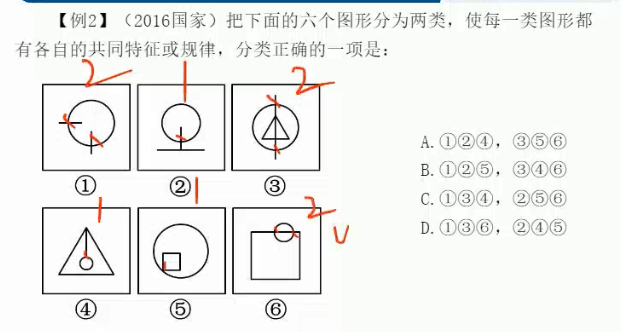 【例2】（2016国家）把下面的六个图形分为两类，使每一类图形都
有各自的共同特征或规律，分类正确的一项是：
2 1 2
① ② ③
A.①②④，③⑤⑥
B.①②⑤，③④⑥
C.①③④，②⑤⑥
D.①③⑥，②④⑤
1 1 2
④ ⑤ ⑥